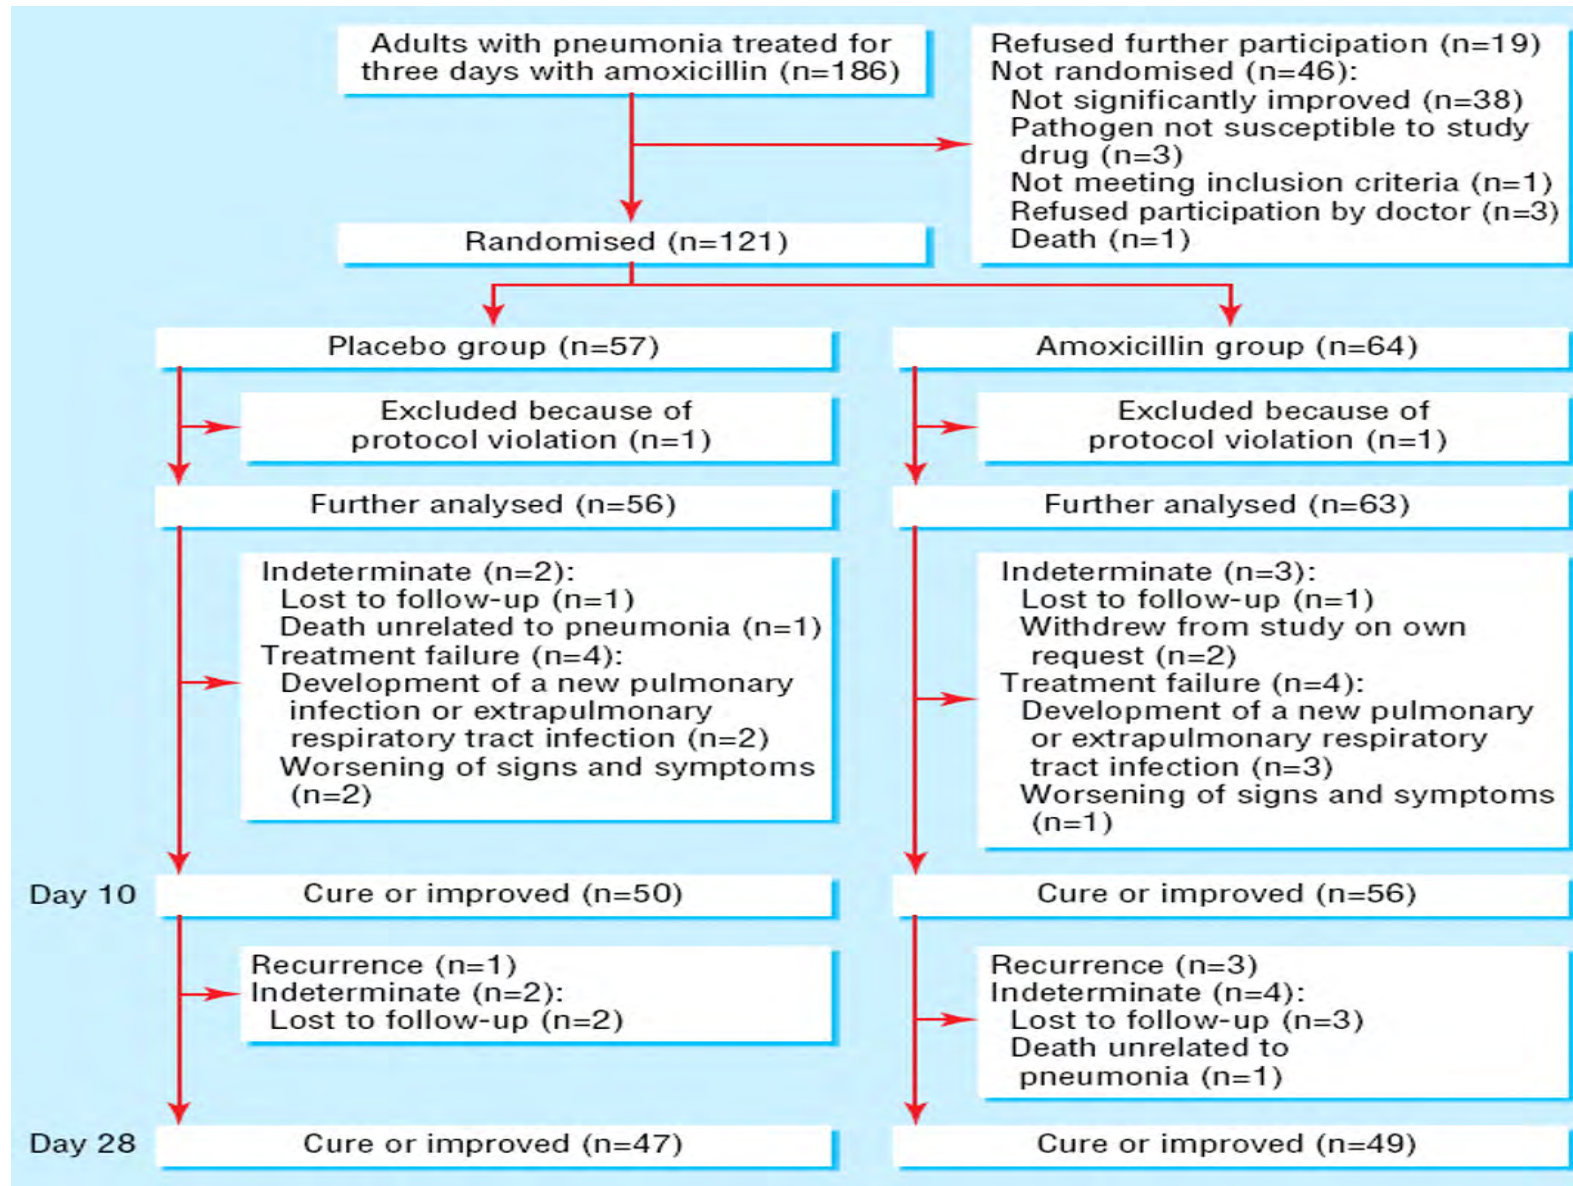 Adults with pneumonia treated for
three days with amoxicillin (n=186)
Refused further participation (n=19)
Not randomised (n=46):
Not significantly improved (n=38)
Pathogen not susceptible to study
drug (n=3)
Not meeting inclusion criteria (n=1)
Refused participation by doctor (n=3)
Death (n=1)
Randomised (n=121)
Placebo group (n=57)
Amoxicillin group (n=64)
Excluded because of
protocol violation (n=1)
Excluded because of
protocol violation (n=1)
Further analysed (n=56)
Further analysed (n=63)
Indeterminate (n=2):
Lost to follow-up (n=1)
Death unrelated to pneumonia (n=1)
Treatment failure (n=4):
Development of a new pulmonary
infection or extrapulmonary
respiratory tract infection (n=2)
Worsening of signs and symptoms
(n=2)
Indeterminate (n=3):
Lost to follow-up (n=1)
Withdrew from study on own
request (n=2)
Treatment failure (n=4):
Development of a new pulmonary
or extrapulmonary respiratory
tract infection (n=3)
Worsening of signs and symptoms
(n=1)
Day 10
Cure or improved (n=50)
Cure or improved (n=56)
Recurrence (n=1)
Indeterminate (n=2):
Lost to follow-up (n=2)
Recurrence (n=3)
Indeterminate (n=4):
Lost to follow-up (n=3)
Death unrelated to
pneumonia (n=1)
Day 28
Cure or improved (n=47)
Cure or improved (n=49)